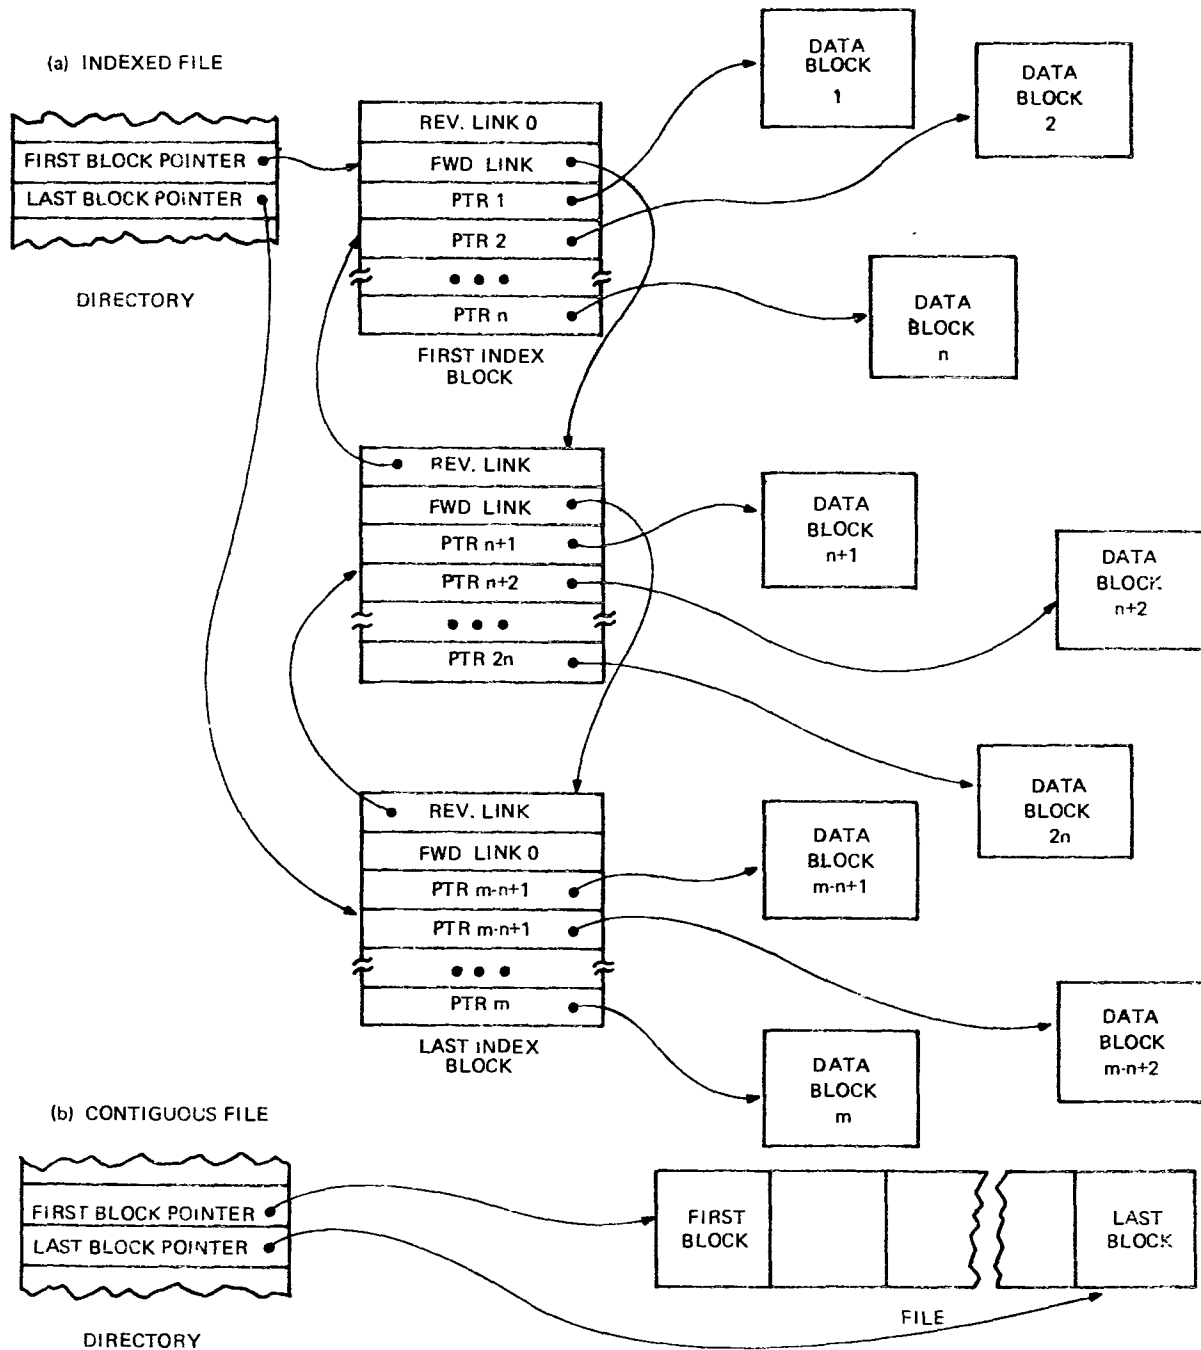 (a) INDEXED FILE
FIRST BLOCK POINTER
LAST BLOCK POINTER
DIRECTORY
REV. LINK 0
FWD LINK
PTR 1
PTR 2
• • •
PTR n
FIRST INDEX
BLOCK
DATA
BLOCK
1
DATA
BLOCK
2
DATA
BLOCK
n
REV. LINK
FWD LINK
PTR n+1
PTR n+2
• • •
PTR 2n
DATA
BLOCK
n+1
DATA
BLOCK
n+2
DATA
BLOCK
2n
REV. LINK
FWD LINK 0
PTR m-n+1
PTR m-n+1
• • •
PTR m
LAST INDEX
BLOCK
DATA
BLOCK
m-n+1
DATA
BLOCK
m-n+2
DATA
BLOCK
m
(b) CONTIGUOUS FILE
FIRST BLOCK POINTER
LAST BLOCK POINTER
DIRECTORY
FIRST
BLOCK
LAST
BLOCK
FILE